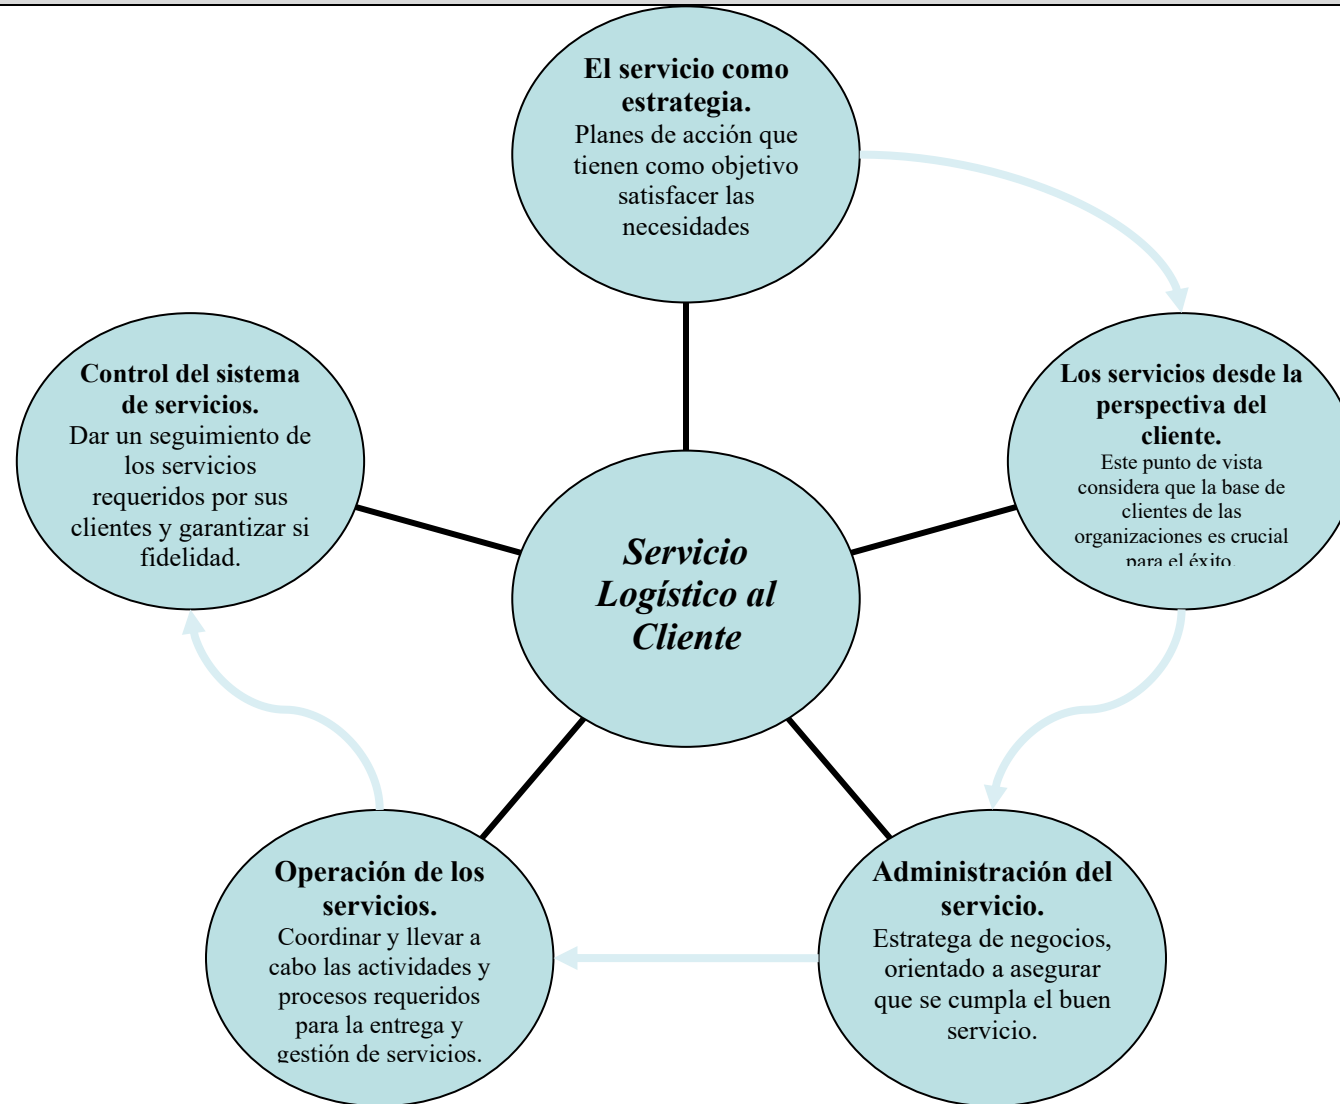 El servicio como
estrategia.
Planes de acción que
tienen como objetivo
satisfacer las
necesidades
Los servicios desde la
perspectiva del
cliente.
Este punto de vista
considera que la base de
clientes de las
organizaciones es crucial
para el éxito.
Administración del
servicio.
Estratega de negocios,
orientado a asegurar
que se cumpla el buen
servicio.
Operación de los
servicios.
Coordinar y llevar a
cabo las actividades y
procesos requeridos
para la entrega y
gestión de servicios.
Control del sistema
de servicios.
Dar un seguimiento de
los servicios
requeridos por sus
clientes y garantizar si
fidelidad.
Servicio
Logístico al
Cliente